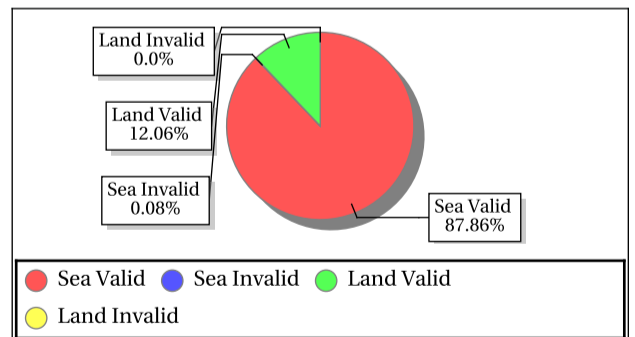 Land Invalid
0.0%
Land Valid
12.06%
Sea Invalid
0.08%
Sea Valid
87.86%
Sea Valid Sea Invalid Land Valid
Land Invalid